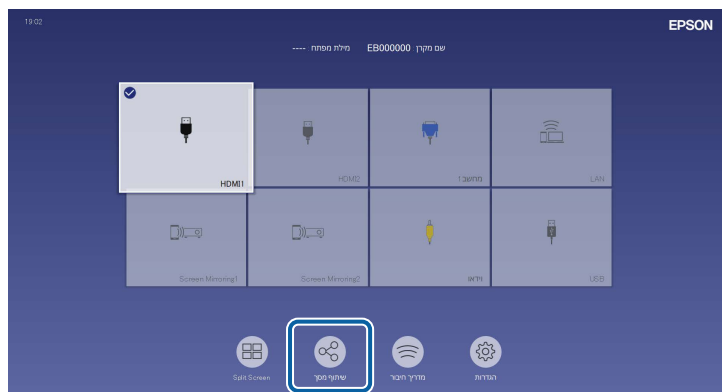 19:02
EPSON
שם מקרן EB000000 מילת מפתח ----
HDMI1
HDMI2
מחשב 1
LAN
Screen Mirroring1
Screen Mirroring2
וידאו
USB
Split Screen
שיתוף מסך
מדריך חיבור
הגדרות